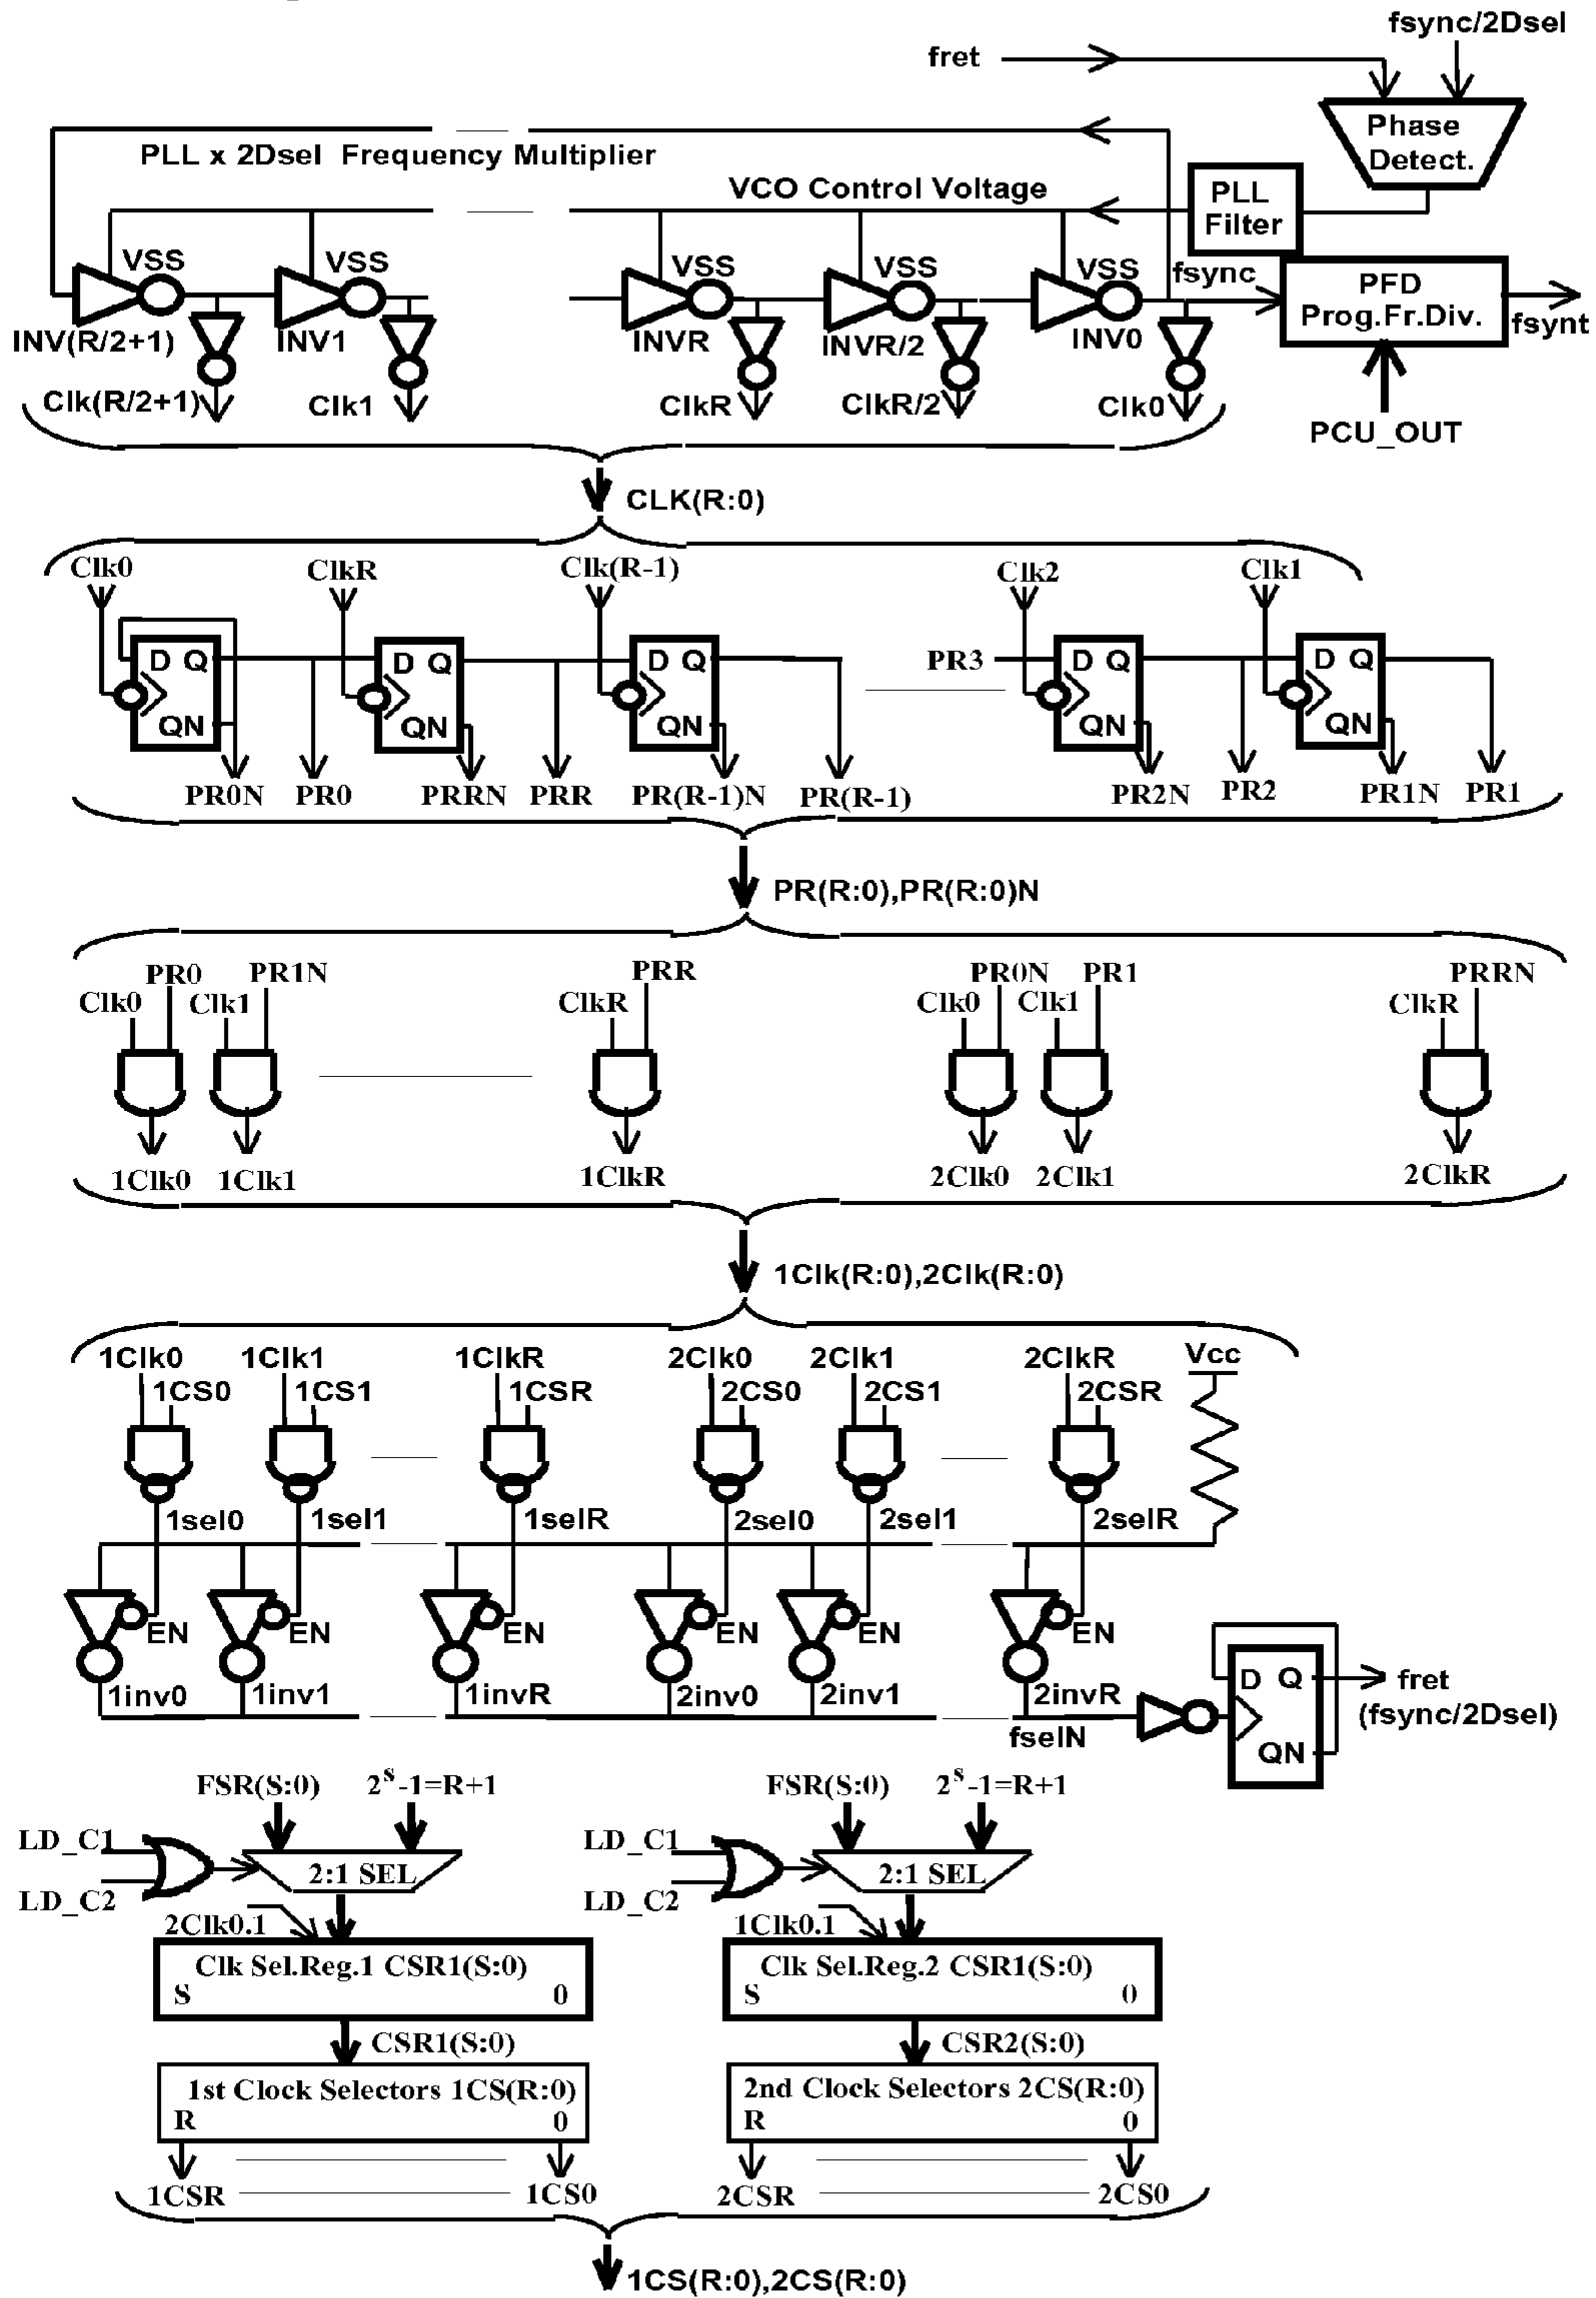 fsync/2Dsel
fret
Phase
Detect.
PLL x 2Dsel Frequency Multiplier
VCO Control Voltage
PLL
Filter
VSS VSS VSS VSS VSS
fsync
PFD
Prog.Fr.Div.
fsynt
INV(R/2+1) INV1 INVR INVR/2 INV0
Clk(R/2+1) Clk1 ClkR ClkR/2 Clk0
PCU_OUT
CLK(R:0)
Clk0 ClkR Clk(R-1) Clk2 Clk1
D Q D Q D Q PR3 D Q D Q
QN QN QN QN QN
PR0N PR0 PRRN PRR PR(R-1)N PR(R-1) PR2N PR2 PR1N PR1
PR(R:0),PR(R:0)N
PR0 PR1N PRR PR0N PR1 PRRN
Clk0 Clk1 ClkR Clk0 Clk1 ClkR
1Clk0 1Clk1 1ClkR 2Clk0 2Clk1 2ClkR
1Clk(R:0),2Clk(R:0)
1Clk0 1Clk1 1ClkR 2Clk0 2Clk1 2ClkR Vcc
1CS0 1CS1 1CSR 2CS0 2CS1 2CSR
1sel0 1sel1 1selR 2sel0 2sel1 2selR
EN EN EN EN EN EN
1inv0 1inv1 1invR 2inv0 2inv1 2invR
D Q
fret
(fsync/2Dsel)
fselN
QN
FSR(S:0) 2^s-1=R+1 FSR(S:0) 2^s-1=R+1
LD_C1 LD_C1
2:1 SEL 2:1 SEL
LD_C2 LD_C2
2Clk0.1 1Clk0.1
Clk Sel.Reg.1 CSR1(S:0) Clk Sel.Reg.2 CSR1(S:0)
S 0 S 0
CSR1(S:0) CSR2(S:0)
1st Clock Selectors 1CS(R:0) 2nd Clock Selectors 2CS(R:0)
R 0 R 0
1CSR 1CS0 2CSR 2CS0
1CS(R:0),2CS(R:0)